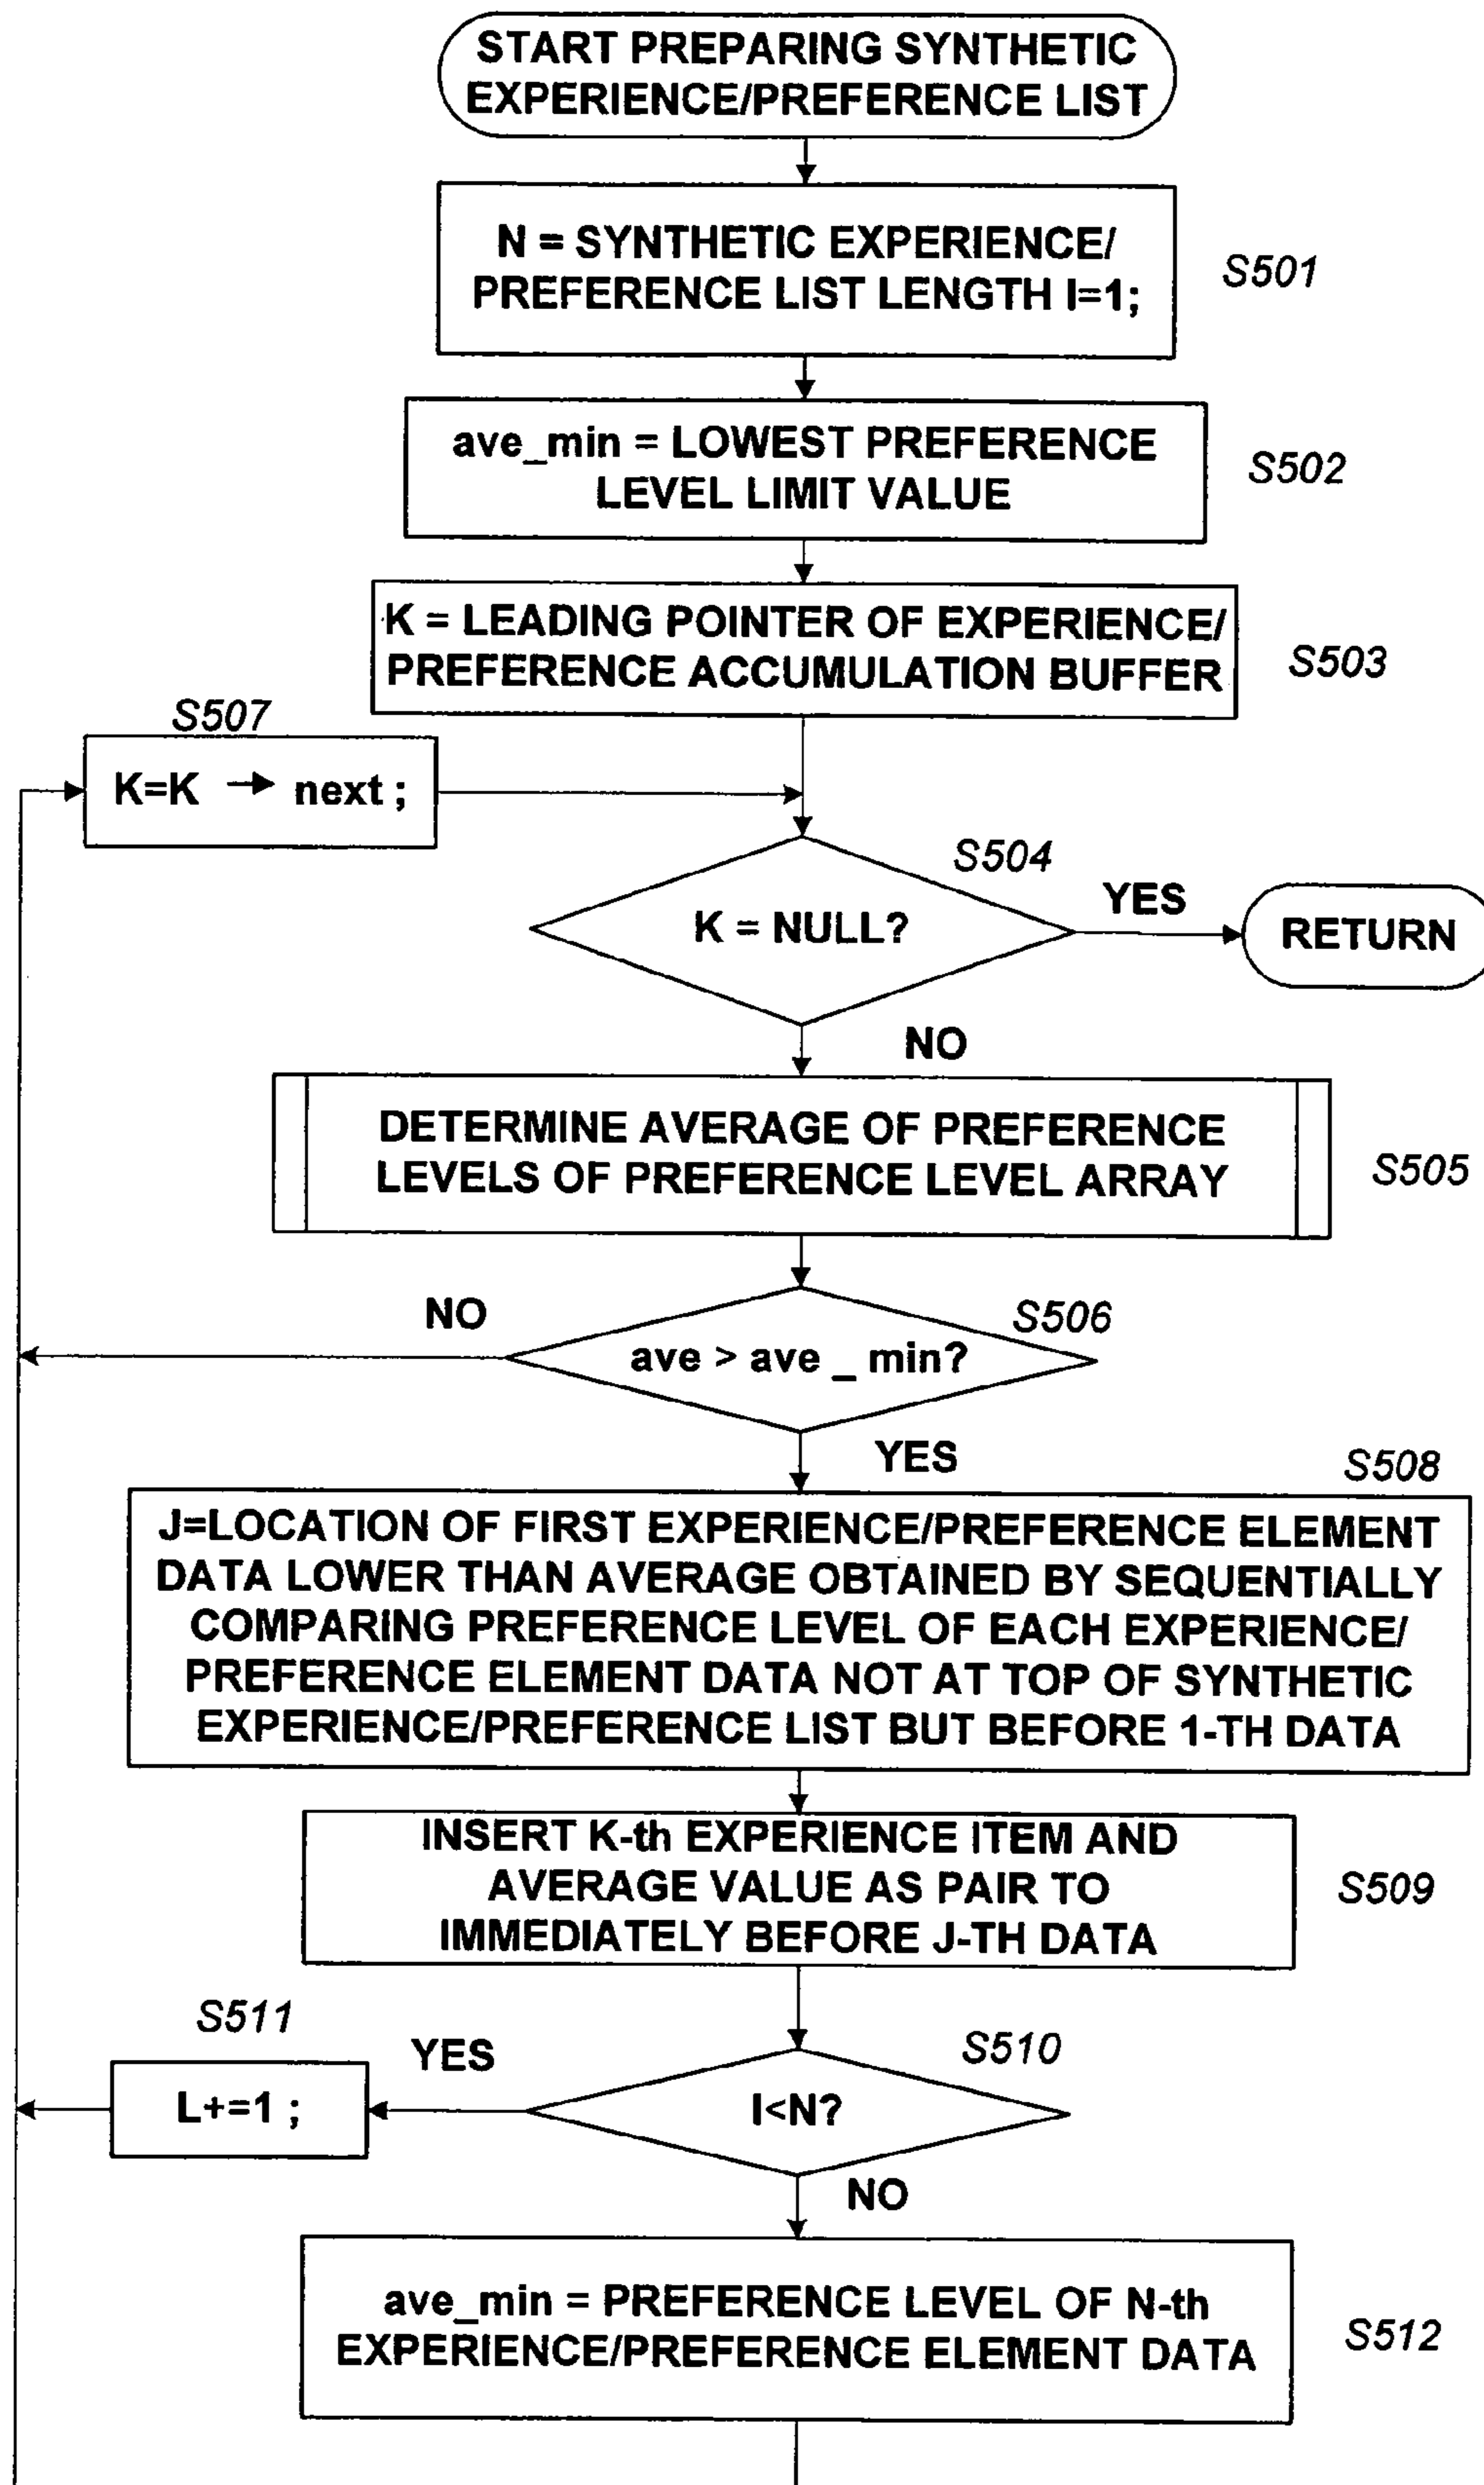 START PREPARING SYNTHETIC
EXPERIENCE/PREFERENCE LIST
N = SYNTHETIC EXPERIENCE/
PREFERENCE LIST LENGTH I=1;
S501
ave_min = LOWEST PREFERENCE
LEVEL LIMIT VALUE
S502
K = LEADING POINTER OF EXPERIENCE/
PREFERENCE ACCUMULATION BUFFER
S503
S507
K=K → next ;
S504
K = NULL?
YES
RETURN
NO
DETERMINE AVERAGE OF PREFERENCE
LEVELS OF PREFERENCE LEVEL ARRAY
S505
NO
S506
ave > ave _ min?
YES
S508
J=LOCATION OF FIRST EXPERIENCE/PREFERENCE ELEMENT
DATA LOWER THAN AVERAGE OBTAINED BY SEQUENTIALLY
COMPARING PREFERENCE LEVEL OF EACH EXPERIENCE/
PREFERENCE ELEMENT DATA NOT AT TOP OF SYNTHETIC
EXPERIENCE/PREFERENCE LIST BUT BEFORE 1-TH DATA
INSERT K-th EXPERIENCE ITEM AND
AVERAGE VALUE AS PAIR TO
IMMEDIATELY BEFORE J-TH DATA
S509
S511
YES
S510
L+=1 ;
I<N?
NO
ave_min = PREFERENCE LEVEL OF N-th
EXPERIENCE/PREFERENCE ELEMENT DATA
S512